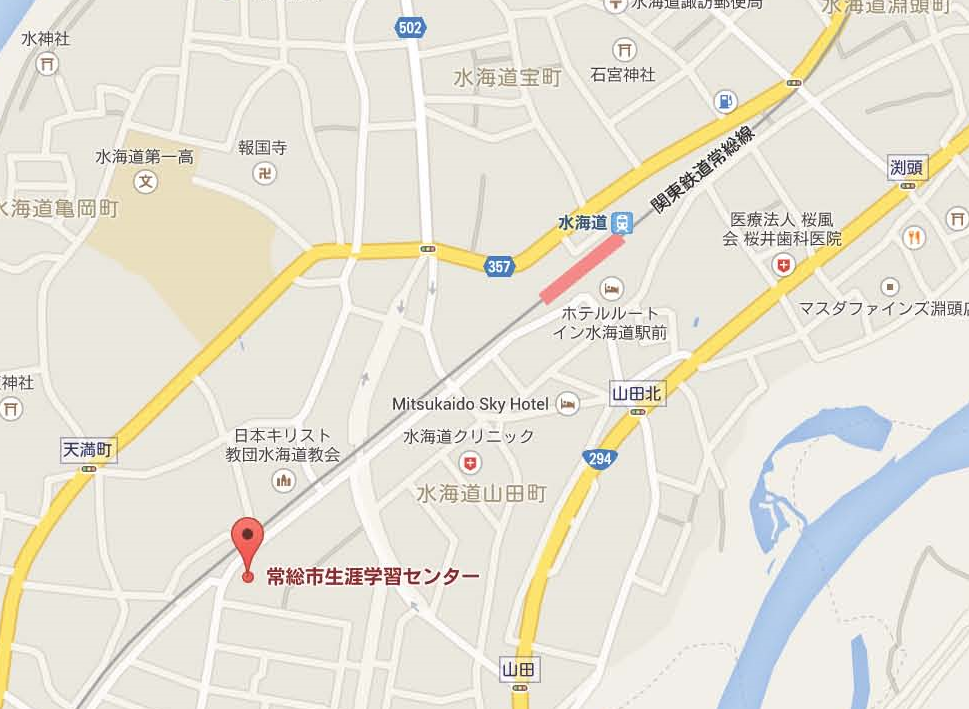 水海道諏訪郵便局
水海道淵頭町
502
水神社
石宮神社
水海道宝町
報国寺
水海道第一高
文
関東鉄道常総線
渕頭
水海道亀岡町
水海道
医療法人 桜風
会 桜井歯科医院
357
マスダファインズ淵頭店
ホテルルート
イン水海道駅前
神社
Mitsukaido Sky Hotel
山田北
日本キリスト
教団水海道教会
水海道クリニック
天満町
294
水海道山田町
常総市生涯学習センター
山田